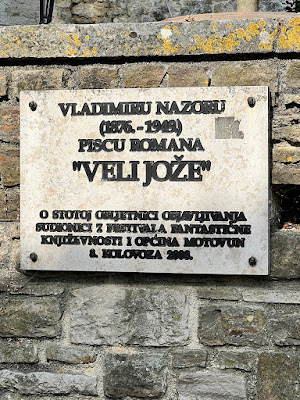 VLADIMIRU NAZORU
(1876. - 1949.)
PISCU ROMANA
"VELI JOŽE"
O STOTOJ OBLJETNICI OBJAVLJIVANJA
SUDIONICI 7 FESTIVALA FANTASTIČNE
KNJIŽEVNOSTI I OPĆINA MOTOVUN
8. KOLOVOZA 2008.